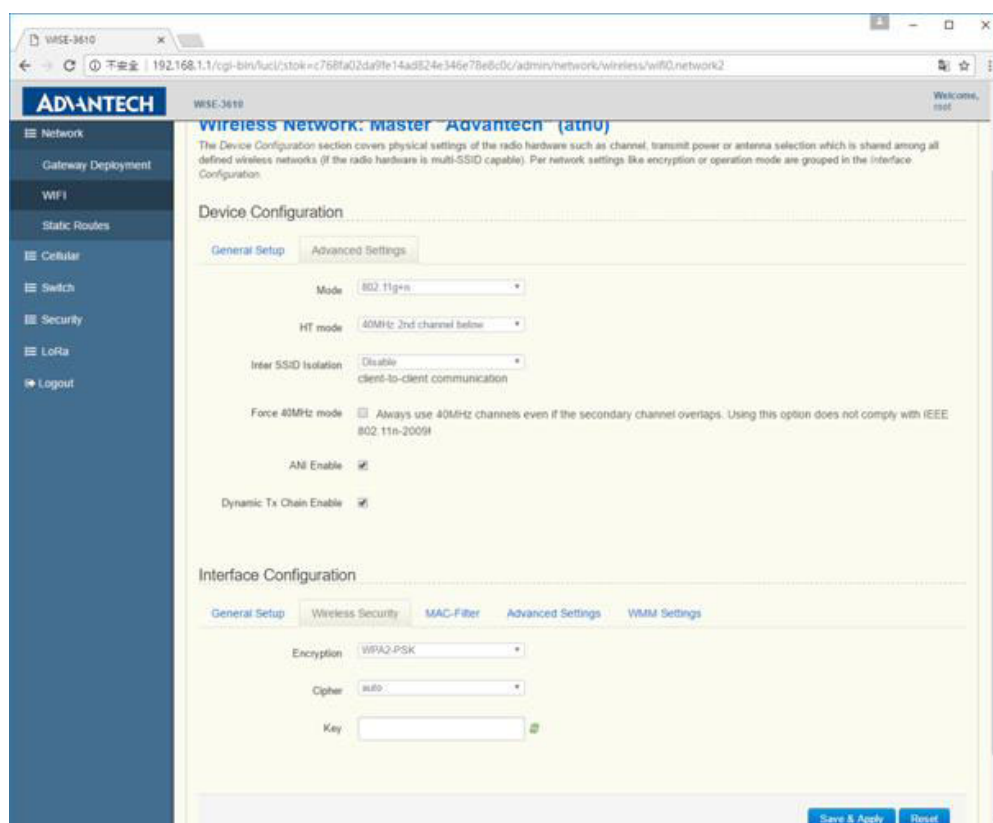 WISE-3610
不安全 192.168.1.1/cgi-bin/luci/;stok=c768fa02da9fe14ad824e346e78e8c0c/admin/network/wireless/wifi0.network2
ADVANTECH WISE-3610 Welcome,
root
Network
Gateway Deployment
WIFI
Static Routes
Cellular
Switch
Security
LoRa
Logout
Wireless Network: Master "Advantech" (ath0)
The Device Configuration section covers physical settings of the radio hardware such as channel, transmit power or antenna selection which is shared among all
defined wireless networks (if the radio hardware is multi-SSID capable). Per network settings like encryption or operation mode are grouped in the Interface
Configuration.
Device Configuration
General Setup Advanced Settings
Mode 802.11g+n
HT mode 40MHz 2nd channel below
Inter SSID Isolation Disable
client-to-client communication
Force 40MHz mode Always use 40MHz channels even if the secondary channel overlaps. Using this option does not comply with IEEE
802.11n-2009!
ANI Enable
Dynamic Tx Chain Enable
Interface Configuration
General Setup Wireless Security MAC-Filter Advanced Settings WMM Settings
Encryption WPA2-PSK
Cipher auto
Key
Save & Apply Reset